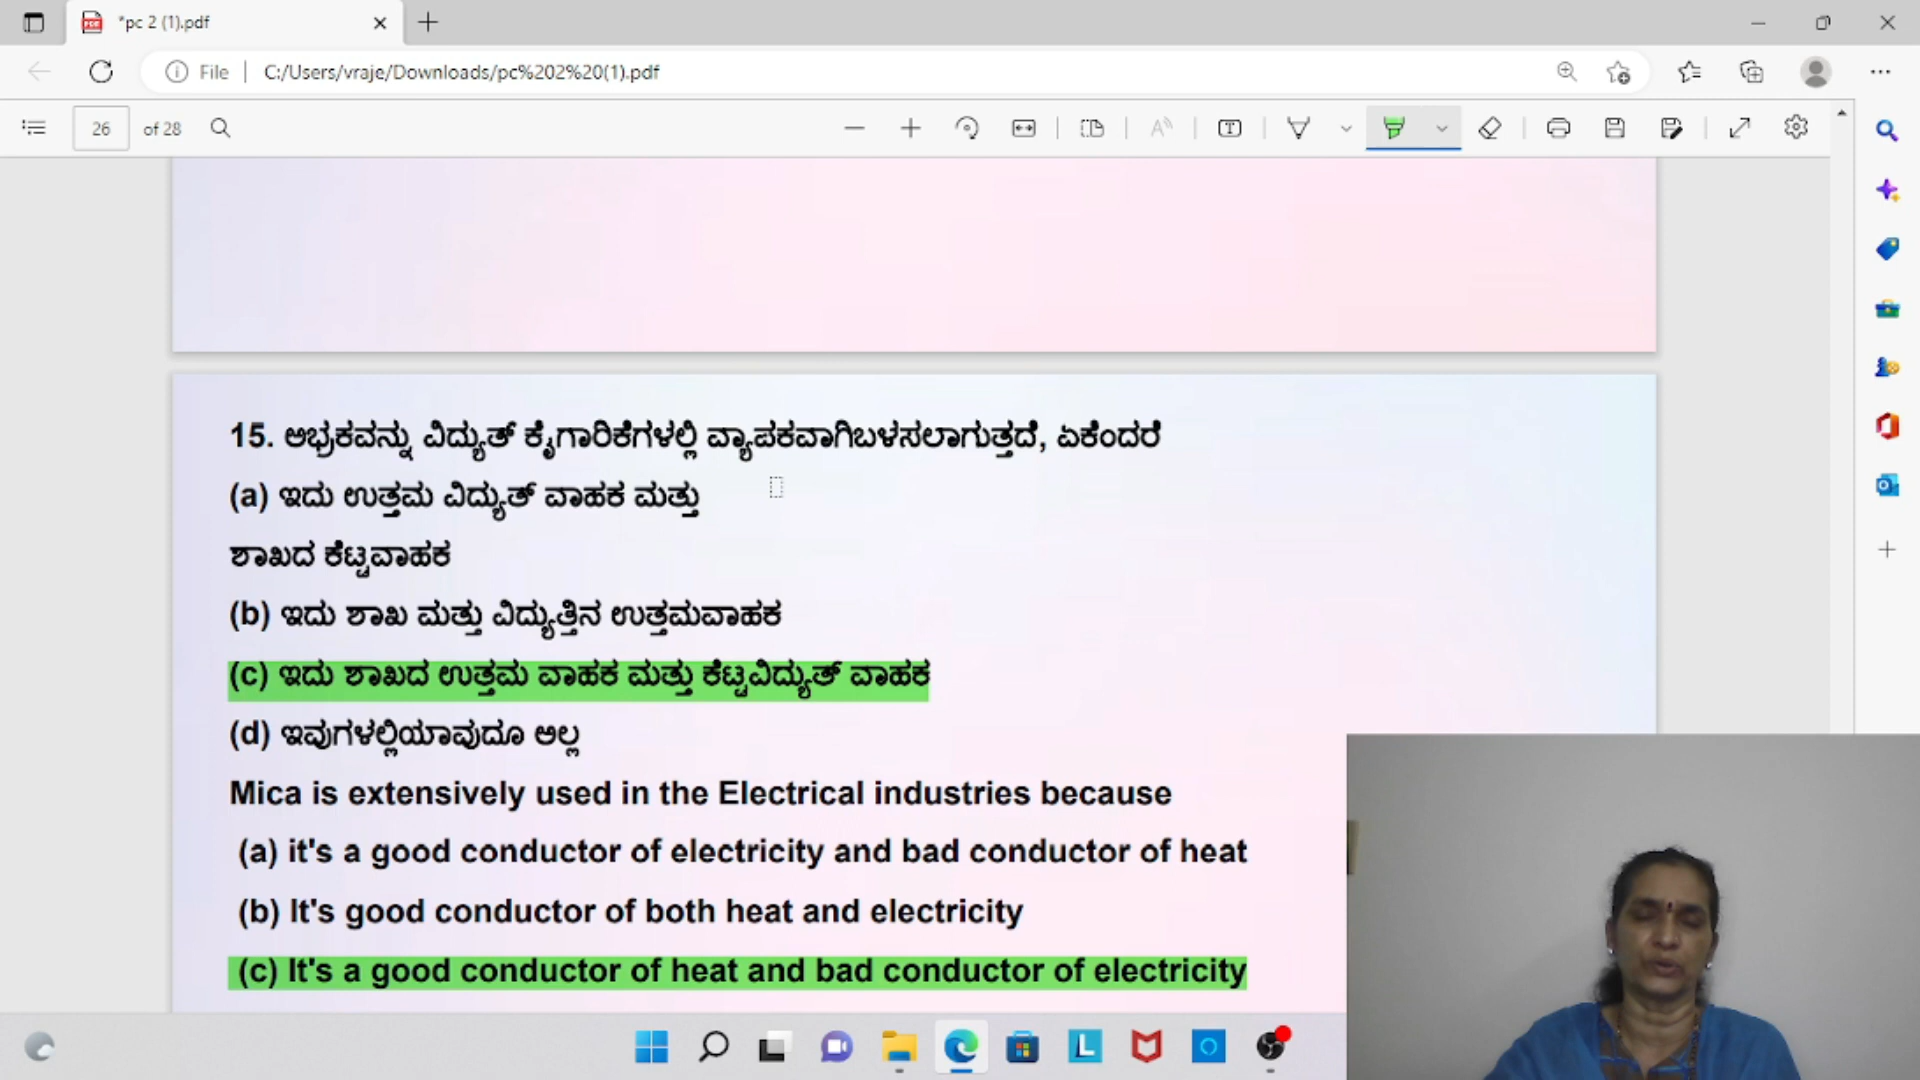 *pc 2 (1).pdf
File
C:/Users/vraje/Downloads/pc%202%20(1).pdf
26 of 28
15. ಅಭ್ರಕವನ್ನು ವಿದ್ಯುತ್ ಕೈಗಾರಿಕೆಗಳಲ್ಲಿ ವ್ಯಾಪಕವಾಗಿಬಳಸಲಾಗುತ್ತದೆ, ಏಕೆಂದರೆ
(a) ಇದು ಉತ್ತಮ ವಿದ್ಯುತ್ ವಾಹಕ ಮತ್ತು
ಶಾಖದ ಕೆಟ್ಟವಾಹಕ
(b) ಇದು ಶಾಖ ಮತ್ತು ವಿದ್ಯುತ್ತಿನ ಉತ್ತಮವಾಹಕ
(c) ಇದು ಶಾಖದ ಉತ್ತಮ ವಾಹಕ ಮತ್ತು ಕೆಟ್ಟವಿದ್ಯುತ್ ವಾಹಕ
(d) ಇವುಗಳಲ್ಲಿಯಾವುದೂ ಅಲ್ಲ
Mica is extensively used in the Electrical industries because
(a) it's a good conductor of electricity and bad conductor of heat
(b) It's good conductor of both heat and electricity
(c) It's a good conductor of heat and bad conductor of electricity